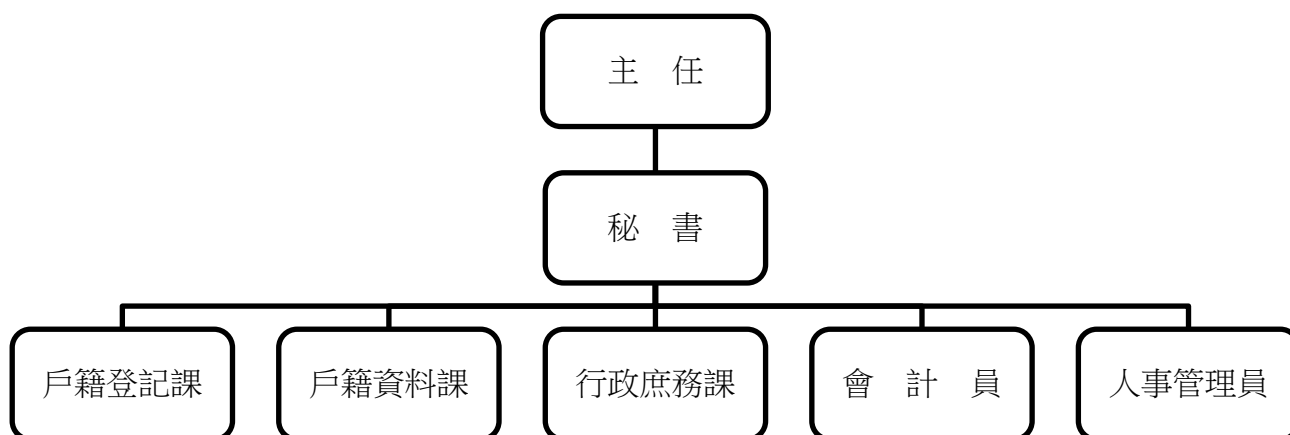 主　任
秘　書
戶籍登記課
戶籍資料課
行政庶務課
會　計　員
人事管理員